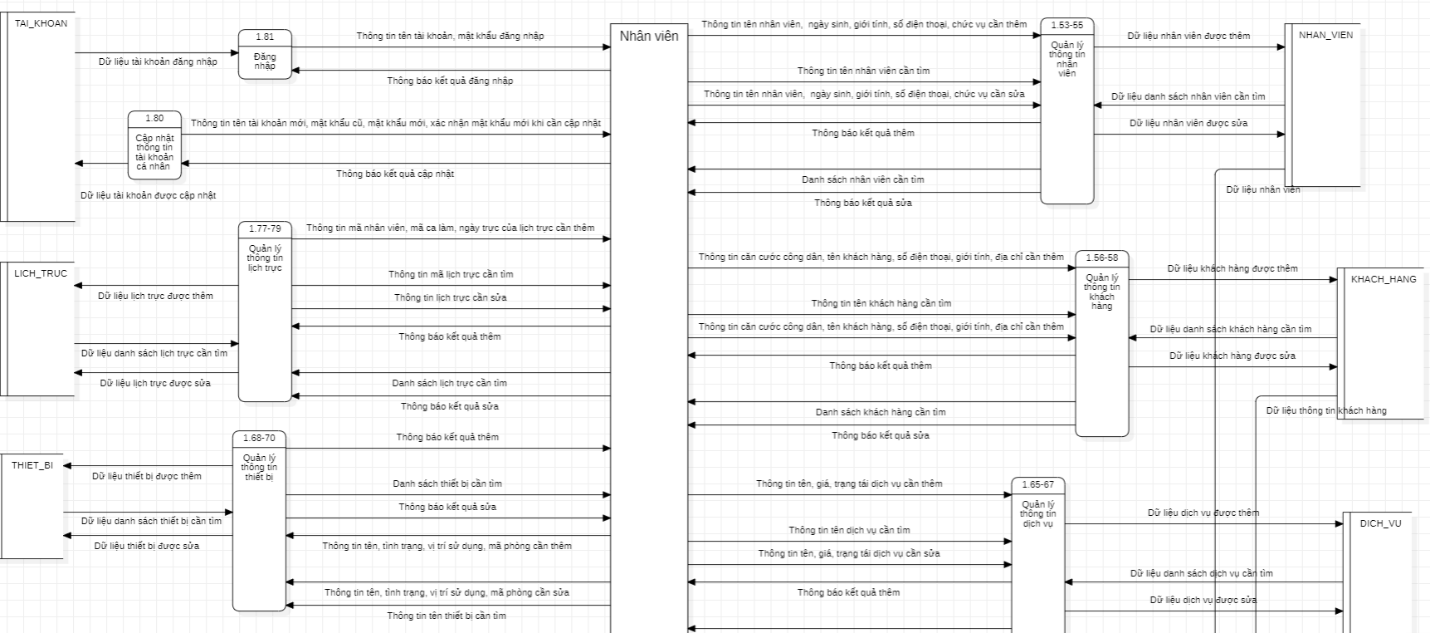 TAI_KHOAN
1.81
Đăng
nhập
Dữ liệu tài khoản đăng nhập
Thông tin tên tài khoản, mật khẩu đăng nhập
Thông báo kết quả đăng nhập
1.80
Cập nhật
thông tin
tài khoản
cá nhân
Thông tin tên tài khoản mới, mật khẩu cũ, mật khẩu mới, xác nhận mật khẩu mới khi cần cập nhật
Thông báo kết quả cập nhật
Dữ liệu tài khoản được cập nhật
LICH_TRUC
1.77-79
Quản lý
thông tin
lịch trực
Thông tin mã nhân viên, mã ca làm, ngày trực của lịch trực cần thêm
Thông tin mã lịch trực cần tìm
Dữ liệu lịch trực được thêm
Thông tin lịch trực cần sửa
Thông báo kết quả thêm
Dữ liệu danh sách lịch trực cần tìm
Dữ liệu lịch trực được sửa
Danh sách lịch trực cần tìm
Thông báo kết quả sửa
THIET_BI
1.68-70
Quản lý
thông tin
thiết bị
Thông báo kết quả thêm
Dữ liệu thiết bị được thêm
Danh sách thiết bị cần tìm
Thông báo kết quả sửa
Dữ liệu danh sách thiết bị cần tìm
Dữ liệu thiết bị được sửa
Thông tin tên, tình trạng, vị trí sử dụng, mã phòng cần thêm
Thông tin tên, tình trạng, vị trí sử dụng, mã phòng cần sửa
Thông tin tên thiết bị cần tìm
Nhân viên
Thông tin tên nhân viên, ngày sinh, giới tính, số điện thoại, chức vụ cần thêm
Thông tin tên nhân viên cần tìm
Thông tin tên nhân viên, ngày sinh, giới tính, số điện thoại, chức vụ cần sửa
Thông báo kết quả thêm
Danh sách nhân viên cần tìm
Thông báo kết quả sửa
1.53-55
Quản lý
thông tin
nhân
viên
Dữ liệu nhân viên được thêm
Dữ liệu danh sách nhân viên cần tìm
Dữ liệu nhân viên được sửa
NHAN_VIEN
Dữ liệu nhân viên
Thông tin căn cước công dân, tên khách hàng, số điện thoại, giới tính, địa chỉ cần thêm
Thông tin tên khách hàng cần tìm
Thông tin căn cước công dân, tên khách hàng, số điện thoại, giới tính, địa chỉ cần thêm
Thông báo kết quả thêm
Danh sách khách hàng cần tìm
Thông báo kết quả sửa
1.56-58
Quản lý
thông tin
khách
hàng
Dữ liệu khách hàng được thêm
Dữ liệu danh sách khách hàng cần tìm
Dữ liệu khách hàng được sửa
KHACH_HANG
Dữ liệu thông tin khách hàng
Thông tin tên, giá, trạng tái dịch vụ cần thêm
Thông tin tên dịch vụ cần tìm
Thông tin tên, giá, trạng tái dịch vụ cần sửa
Thông báo kết quả thêm
1.65-67
Quản lý
thông tin
dịch vụ
Dữ liệu dịch vụ được thêm
Dữ liệu danh sách dịch vụ cần tìm
Dữ liệu dịch vụ được sửa
DICH_VU